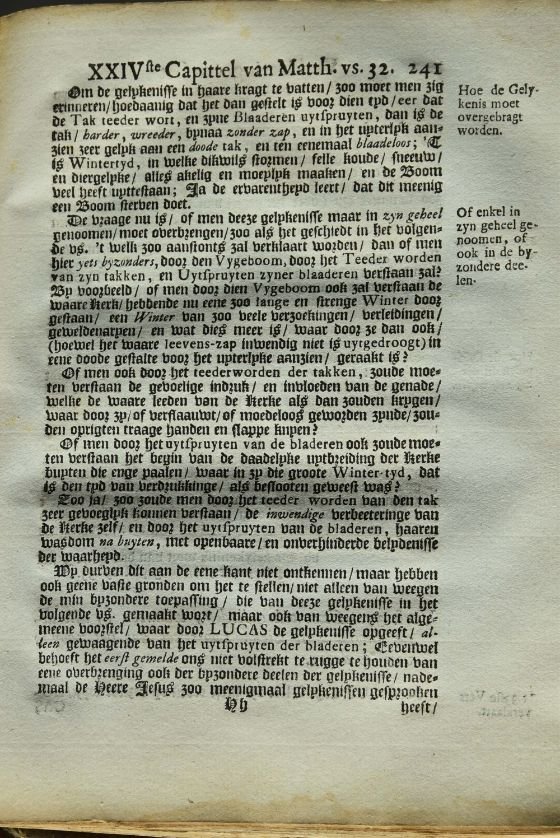 XXIVste Capittel van Matth. vs. 32. 241
Om de gelykenisse in haare kragt te vatten/ zoo moet men zig
erinneren/ hoedaanig dat het dan gestelt is voor dien tyd/ eer dat
de Tak teeder wort, en zyne Blaaderen uytspruyten, dan is de
tak/ harder, wreeder, bynaa zonder zap, en in het upterlyk aan-
zien zeer gelyk aan een doode tak, en ten eenemaal blaadeloos; 'T
is Wintertyd, in welke dikwils stormen/ felle koude/ sneeuw/
en diergelyke/ alles akelig en moeylyk maaken/ en de Boom
veel heeft upttestaan; Ja de ervarentheyd leert/ dat dit meenig
een Boom sterven doet.
De vraage nu is/ of men deeze gelykenisse maar in zyn geheel
genoomen/ moet overbrengen/ zoo als het geschiedt in het volgen-
de vs. 't welk zoo aanstonts zal verklaart worden/ dan of men
hier yets byzonders, door den Vygeboom, door het Teeder worden
van zyn takken, en Uytspruyten zyner blaaderen verstaan zal?
By voorbeeld/ of men door dien Vygeboom ook zal verstaan de
waare Kerk/ hebbende nu eene zoo lange en strenge Winter door
gestaan/ een Winter van zoo veele verzoekingen/ verleidingen/
geweldenaryen/ en wat dies meer is/ waar door ze dan ook/
(hoewel het waare leevens-zap inwendig niet is uytgedroogt) in
eene doode gestalte voor het upterlyke aanzien/ geraakt is?
Of men ook door het teederworden der takken, zoude moe-
ten verstaan de gevoelige indruk/ en invloeden van de genade/
welke de waare leeden van de Kerke als dan zouden krygen/
waar door zy/ of verslaauwt/ of moedeloos geworden zynde/ zou-
den oprigten traage handen en slappe knyen?
Of men door het uytspruyten van de bladeren ook zoude moe-
ten verstaan het begin van de daadelyke uptbreiding der Kerke
buyten die enge paalen/ waar in zy die groote Winter-tyd, dat
is den tyd van verdrukkinge/ als beslooten geweest was?
Zoo ja/ zoo zoude men door het teeder worden van den tak
zeer gevoeglyk konnen verstaan/ de inwendige verbeeteringe van
de Kerke zelf/ en door het uytspruyten van de bladeren, haaren
wasdom na buyten, met openbaare/ en onverhinderde belydenisse
der waarheyd.
Wy durven dit aan de eene kant niet ontkennen/ maar hebben
ook geene vaste gronden om het te stellen/ niet alleen van weegen
de min byzondere toepassing/ die van deeze gelykenisse in het
volgende vs. gemaakt wort/ maar ook van weegens het alge-
meene voorstel/ waar door LUCAS de gelykenisse opgeeft/ al-
leen gewaagende van het uytspruyten der bladeren; Eevenwel
behoeft het eerst gemelde ons niet volstrekt te rugge te houden van
eene overbrenging ook der byzondere deelen der gelykenisse/ nade-
maal de Heere Jesus zoo meenigmaal gelykenissen gesprooken
Hh heeft/
Hoe de Gely-
kenis moet
overgebragt
worden.
Of enkel in
zyn geheel ge-
noomen, of
ook in de by-
zondere dee-
len.